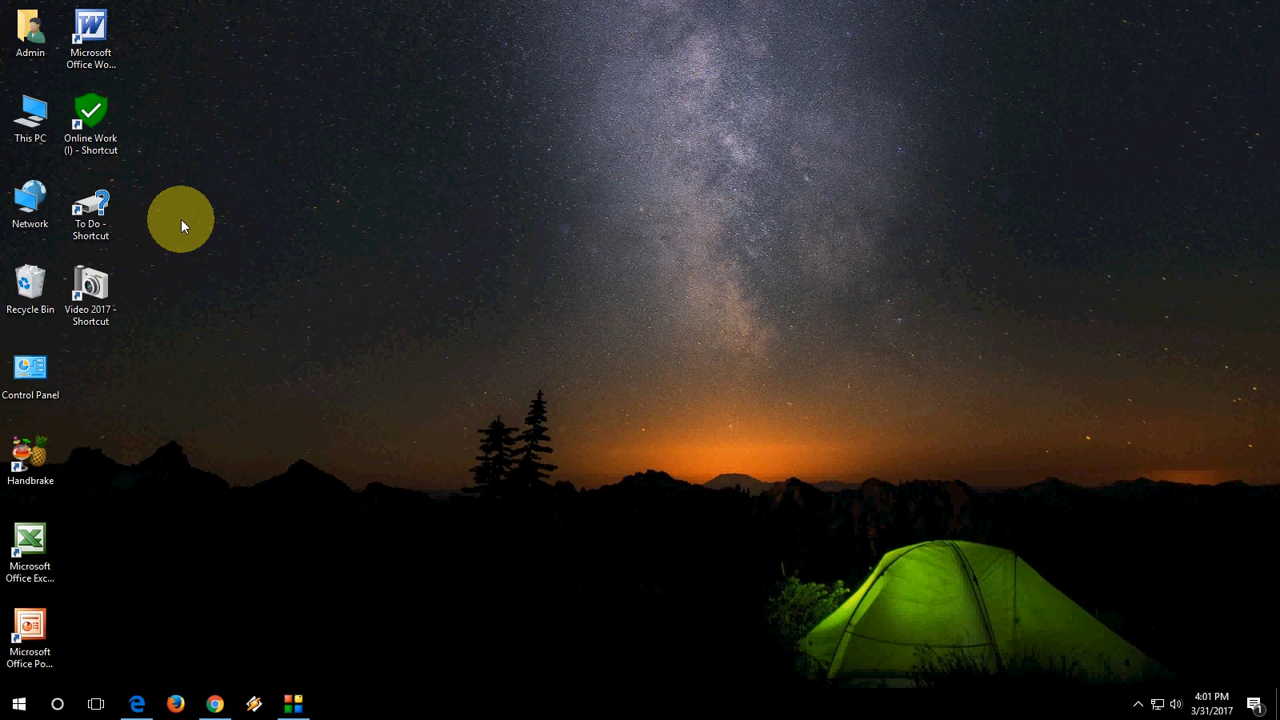 Admin
Microsoft
Office Wo...
This PC
Online Work
(I) - Shortcut
Network
To Do -
Shortcut
Recycle Bin
Video 2017 -
Shortcut
Control Panel
Handbrake
Microsoft
Office Exc...
Microsoft
Office Po...
4:01 PM
3/31/2017
1